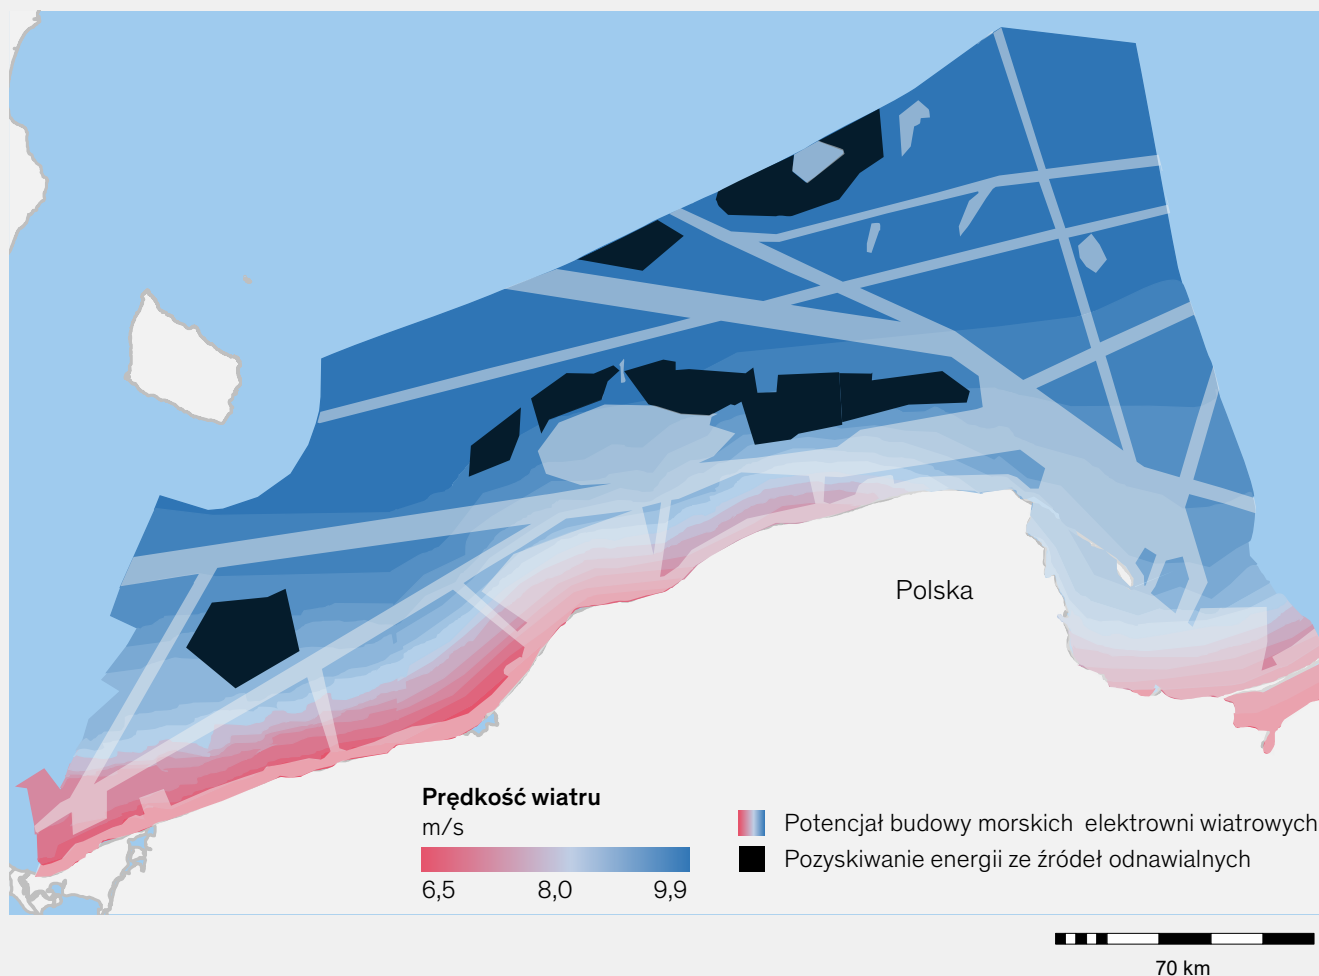 Polska
Prędkość wiatru
m/s
6,5 8,0 9,9
Potencjał budowy morskich elektrowni wiatrowych
Pozyskiwanie energii ze źródeł odnawialnych
70 km